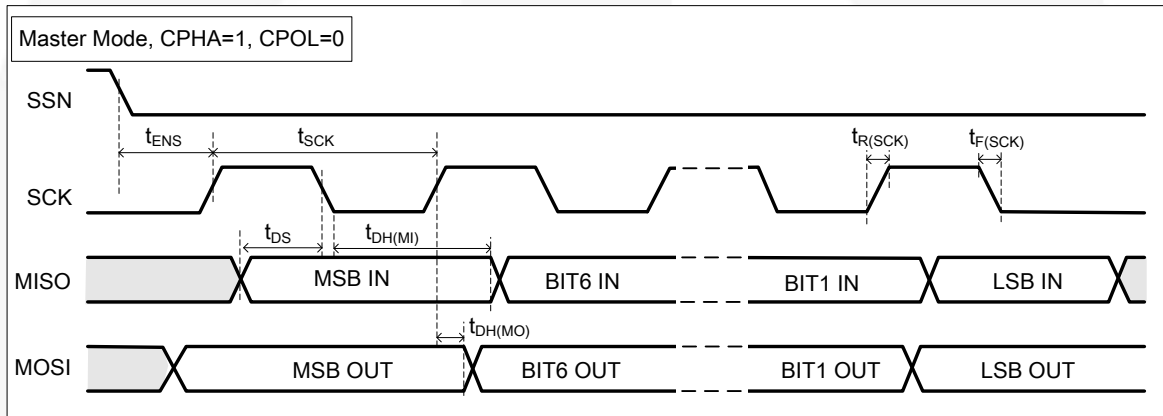 Master Mode, CPHA=1, CPOL=0
SSN
tENS
tSCK
tR(SCK)
tF(SCK)
SCK
tDS
tDH(MI)
MISO
MSB IN
BIT6 IN
BIT1 IN
LSB IN
tDH(MO)
MOSI
MSB OUT
BIT6 OUT
BIT1 OUT
LSB OUT